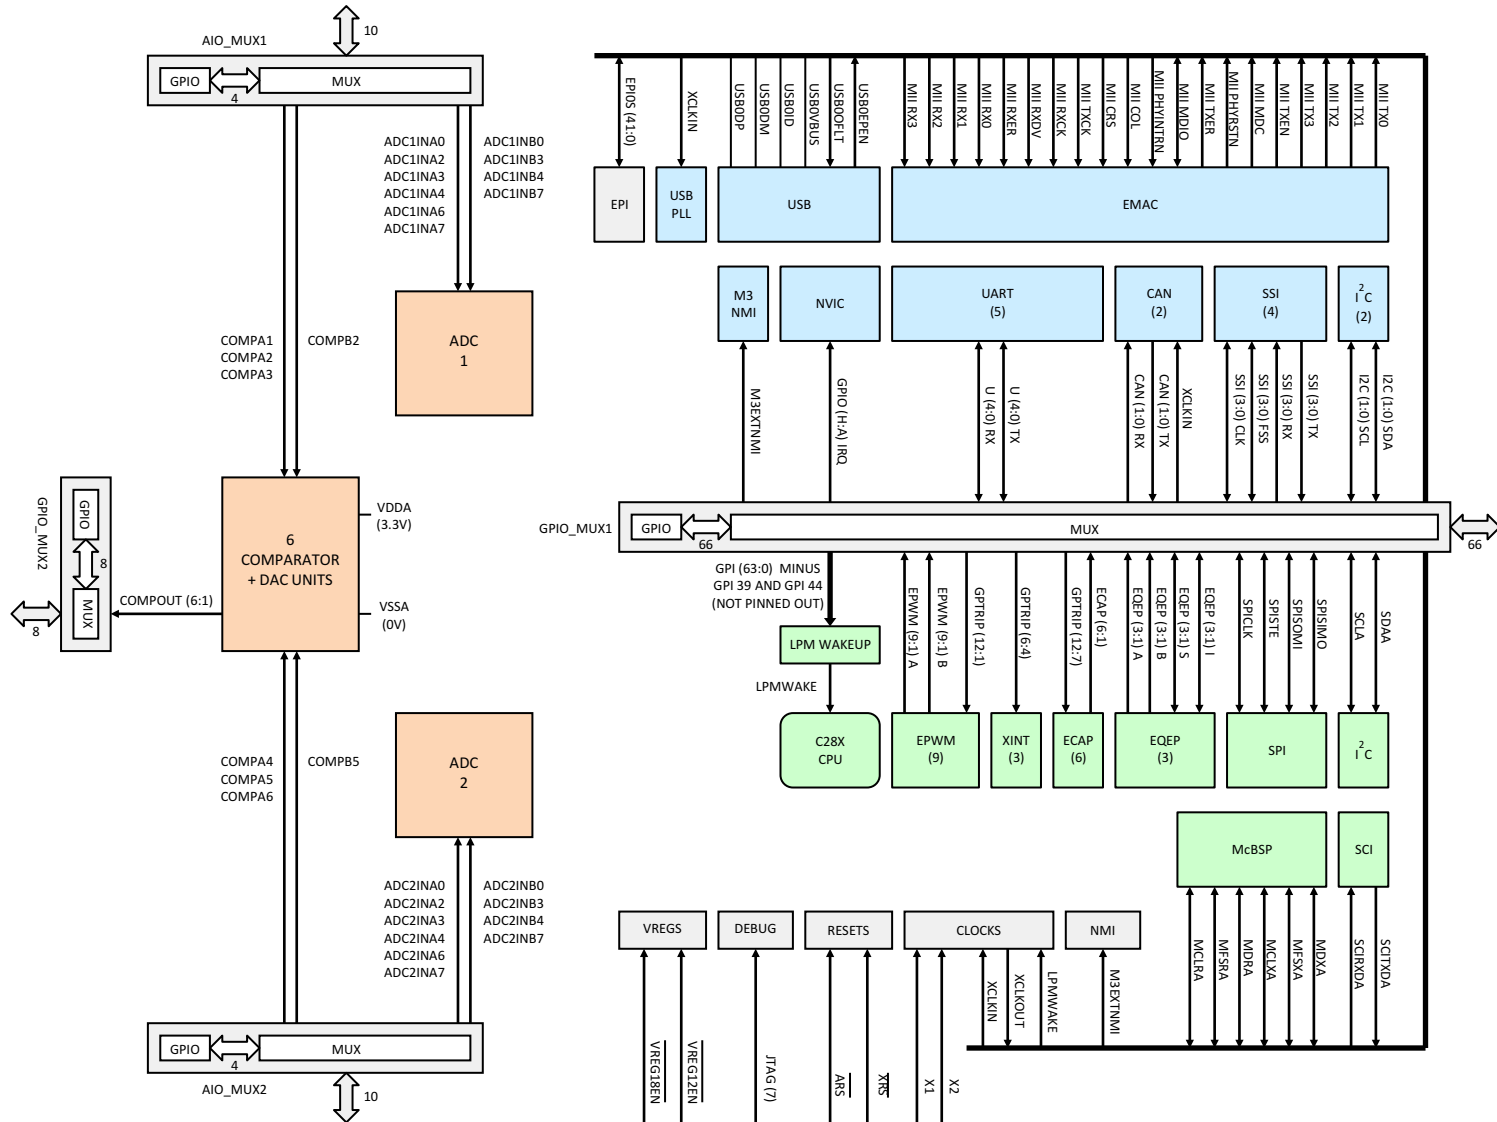 10
AIO_MUX1
GPIO
4
MUX
ADC1INA0
ADC1INA2
ADC1INA3
ADC1INA4
ADC1INA6
ADC1INA7
ADC1INB0
ADC1INB3
ADC1INB4
ADC1INB7
COMPA1
COMPA2
COMPA3
COMPB2
ADC
1
GPIO_MUX2
GPIO
8
MUX
8
COMPOUT (6:1)
6
COMPARATOR
+ DAC UNITS
VDDA
(3.3V)
VSSA
(0V)
COMPA4
COMPA5
COMPA6
COMPB5
ADC
2
ADC2INA0
ADC2INA2
ADC2INA3
ADC2INA4
ADC2INA6
ADC2INA7
ADC2INB0
ADC2INB3
ADC2INB4
ADC2INB7
GPIO
4
MUX
AIO_MUX2
10
EPI0S (41:0)
XCLKIN
USB0DP
USB0DM
USB0ID
USB0VBUS
USB0OFLT
USB0EPEN
MII RX3
MII RX2
MII RX1
MII RX0
MII RXER
MII RXDV
MII RXCK
MII TXCK
MII CRS
MII COL
MII PHYINTRN
MII MDIO
MII TXER
MII PHYRSTN
MII MDC
MII TXEN
MII TX3
MII TX2
MII TX1
MII TX0
EPI
USB
PLL
USB
EMAC
M3
NMI
NVIC
UART
(5)
CAN
(2)
SSI
(4)
I2C
(2)
M3EXTNMI
GPIO (H:A) IRQ
U (4:0) RX
U (4:0) TX
CAN (1:0) RX
CAN (1:0) TX
XCLKIN
SSI (3:0) CLK
SSI (3:0) FSS
SSI (3:0) RX
SSI (3:0) TX
I2C (1:0) SCL
I2C (1:0) SDA
GPIO_MUX1
GPIO
66
MUX
66
GPI (63:0) MINUS
GPI 39 AND GPI 44
(NOT PINNED OUT)
LPM WAKEUP
LPMWAKE
EPWM (9:1) A
EPWM (9:1) B
GPTRIP (12:1)
GPTRIP (6:4)
GPTRIP (12:7)
ECAP (6:1)
EQEP (3:1) A
EQEP (3:1) B
EQEP (3:1) S
EQEP (3:1) I
SPICLK
SPISTE
SPISOMI
SPISIMO
SCLA
SDAA
C28X
CPU
EPWM
(9)
XINT
(3)
ECAP
(6)
EQEP
(3)
SPI
I2C
McBSP
SCI
MCLRA
MFSRA
MDRA
MCLXA
MFSXA
MDXA
SCIRXDA
SCITXDA
VREGS
DEBUG
RESETS
CLOCKS
NMI
VREG18EN
VREG12EN
JTAG (7)
ARS
XRS
X1
X2
XCLKIN
XCLKOUT
LPMWAKE
M3EXTNMI